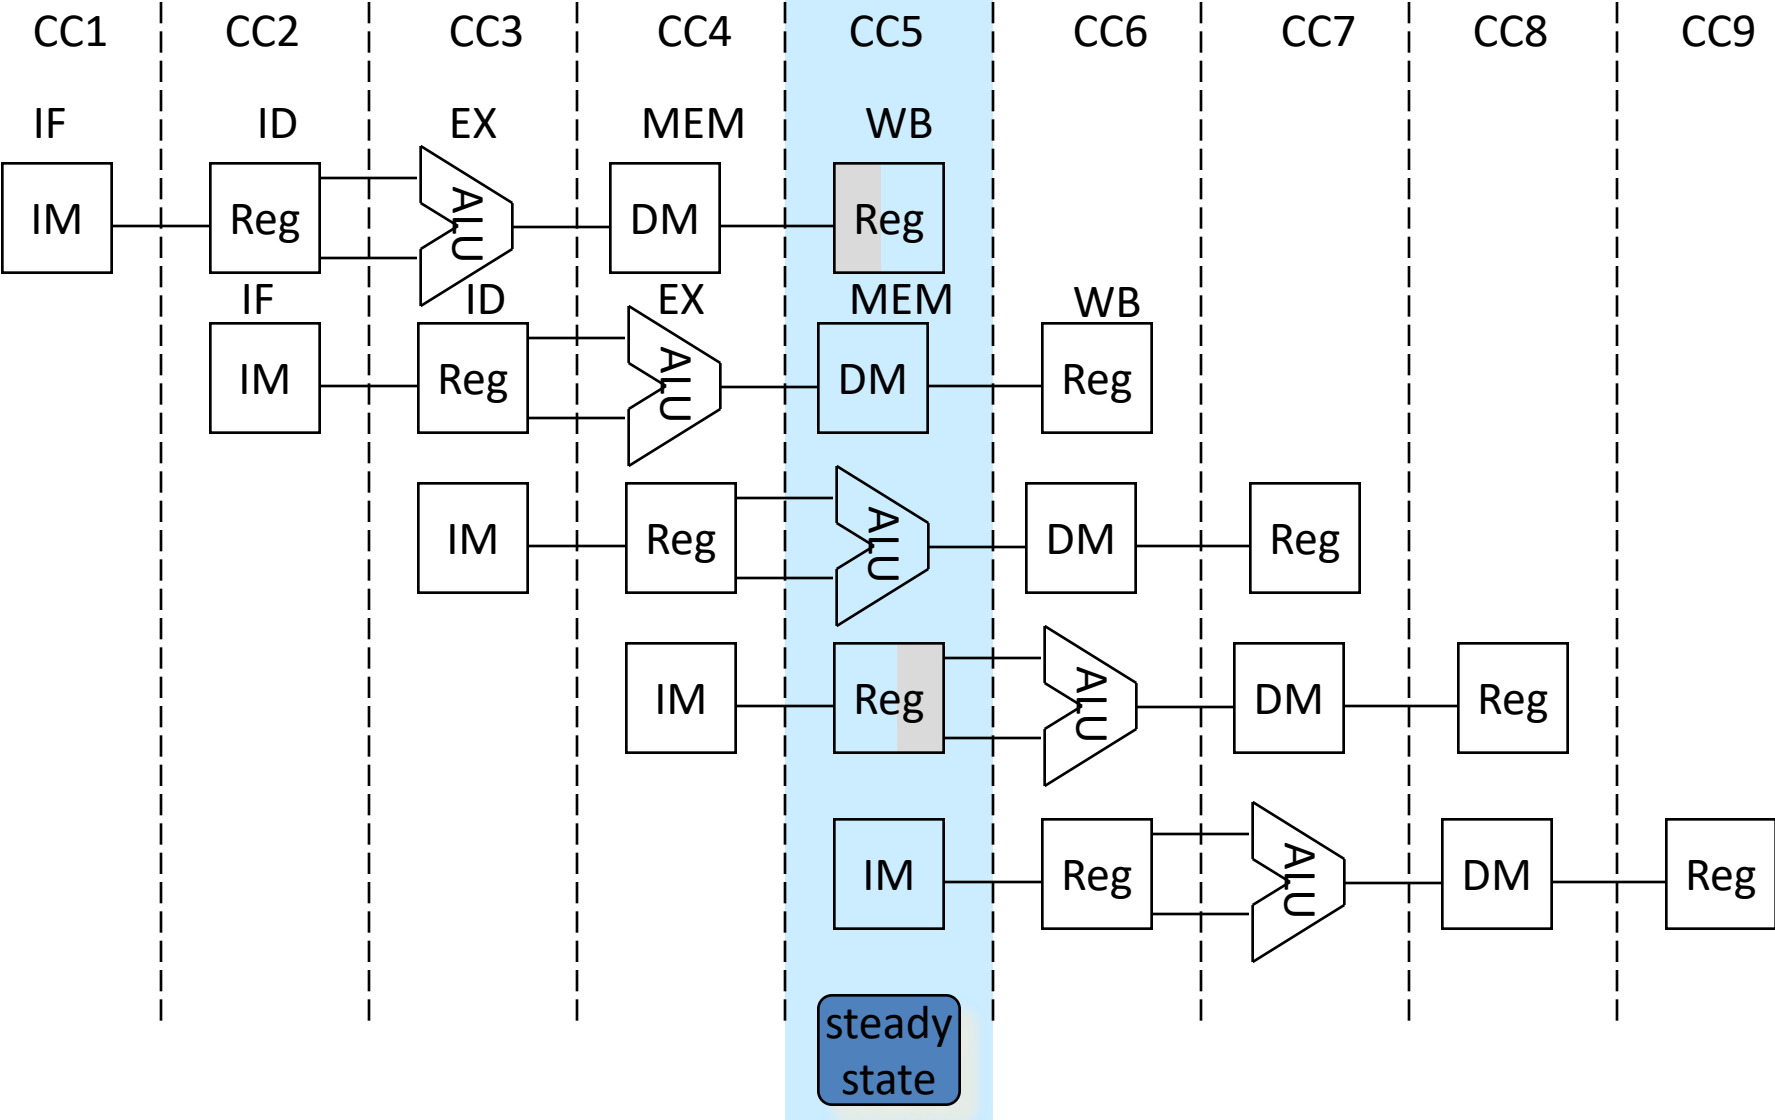 CC1 CC2 CC3 CC4 CC5 CC6 CC7 CC8 CC9
IF ID EX MEM WB
IM Reg ALU DM Reg
IF ID EX MEM WB
IM Reg ALU DM Reg
IM Reg ALU DM Reg
IM Reg ALU DM Reg
IM Reg ALU DM Reg
steady
state